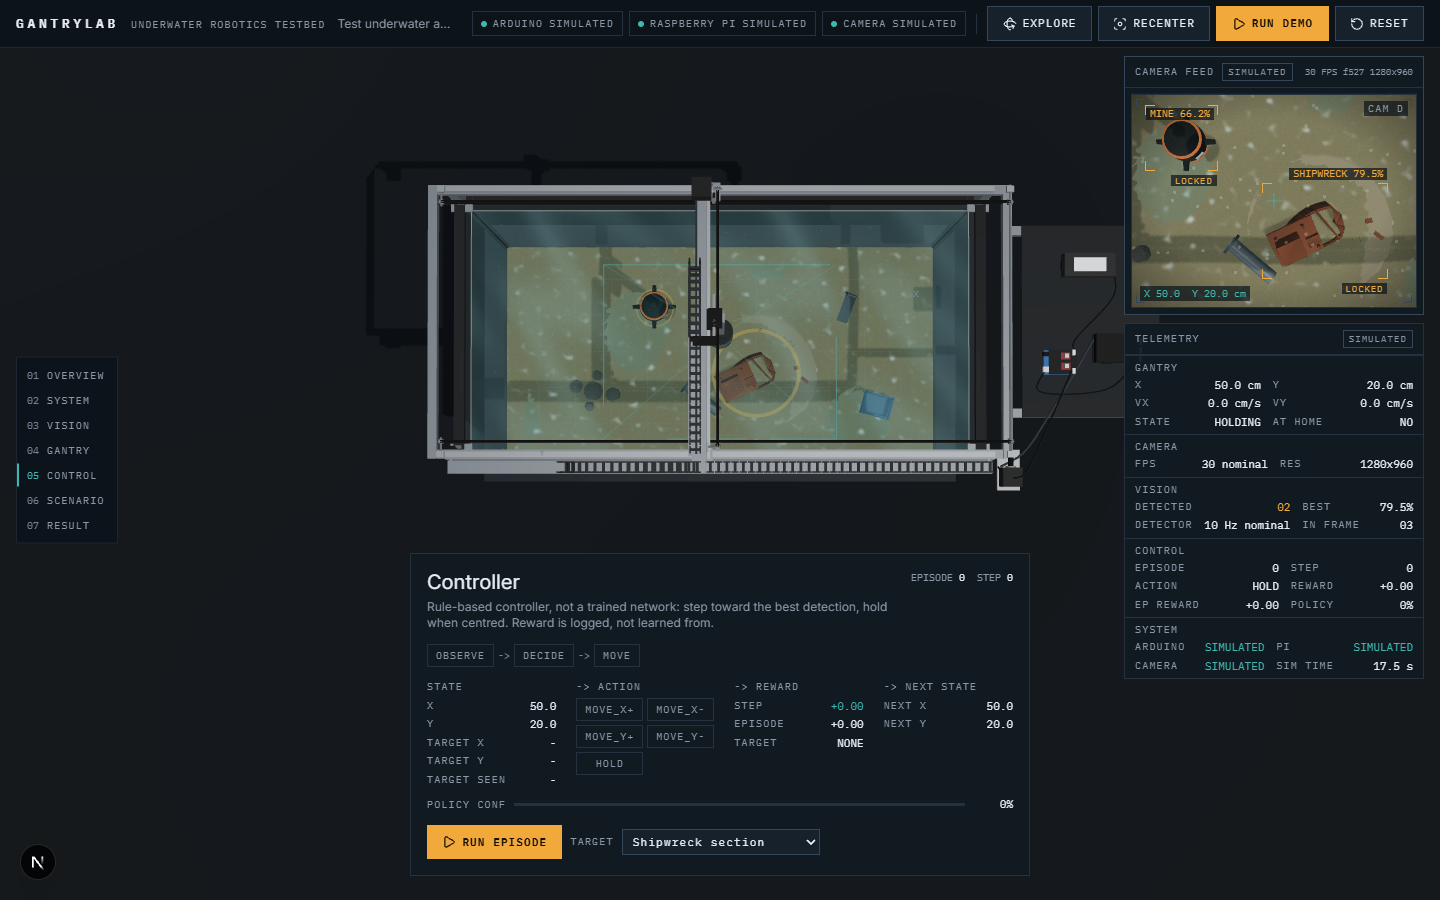 GANTRYLAB UNDERWATER ROBOTICS TESTBED Test underwater a... ARDUINO SIMULATED RASPBERRY PI SIMULATED CAMERA SIMULATED EXPLORE RECENTER RUN DEMO RESET
CAMERA FEED SIMULATED 30 FPS f527 1280x960
MINE 66.2% CAM D
LOCKED
SHIPWRECK 79.5%
LOCKED
X 50.0 Y 20.0 cm
TELEMETRY SIMULATED
GANTRY
X 50.0 cm Y 20.0 cm
VX 0.0 cm/s VY 0.0 cm/s
STATE HOLDING AT HOME NO
CAMERA
FPS 30 nominal RES 1280x960
VISION
DETECTED 02 BEST 79.5%
DETECTOR 10 Hz nominal IN FRAME 03
CONTROL
EPISODE 0 STEP 0
ACTION HOLD REWARD +0.00
EP REWARD +0.00 POLICY 0%
SYSTEM
ARDUINO SIMULATED PI SIMULATED
CAMERA SIMULATED SIM TIME 17.5 s
01 OVERVIEW
02 SYSTEM
03 VISION
04 GANTRY
05 CONTROL
06 SCENARIO
07 RESULT
Controller EPISODE 0 STEP 0
Rule-based controller, not a trained network: step toward the best detection, hold
when centred. Reward is logged, not learned from.
OBSERVE -> DECIDE -> MOVE
STATE -> ACTION -> REWARD -> NEXT STATE
X 50.0 MOVE_X+ MOVE_X- STEP +0.00 NEXT X 50.0
Y 20.0 EPISODE +0.00 NEXT Y 20.0
TARGET X - MOVE_Y+ MOVE_Y- TARGET NONE
TARGET Y - HOLD
TARGET SEEN -
POLICY CONF 0%
RUN EPISODE TARGET Shipwreck section
N